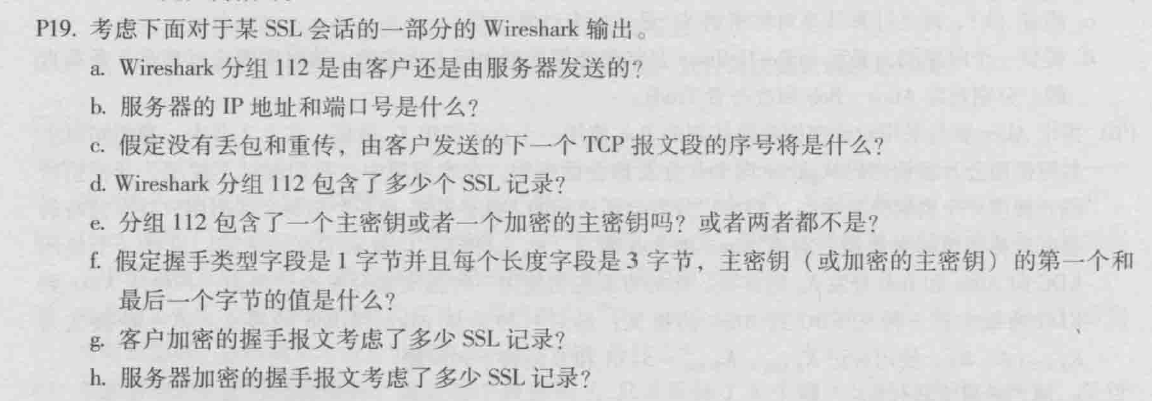 P19. 考虑下面对于某 SSL 会话的一部分的 Wireshark 输出。
a. Wireshark 分组 112 是由客户还是由服务器发送的?
b. 服务器的 IP 地址和端口号是什么?
c. 假定没有丢包和重传，由客户发送的下一个 TCP 报文段的序号将是什么?
d. Wireshark 分组 112 包含了多少个 SSL 记录?
e. 分组 112 包含了一个主密钥或者一个加密的主密钥吗? 或者两者都不是?
f. 假定握手类型字段是 1 字节并且每个长度字段是 3 字节，主密钥（或加密的主密钥）的第一个和
最后一个字节的值是什么?
g. 客户加密的握手报文考虑了多少 SSL 记录?
h. 服务器加密的握手报文考虑了多少 SSL 记录?